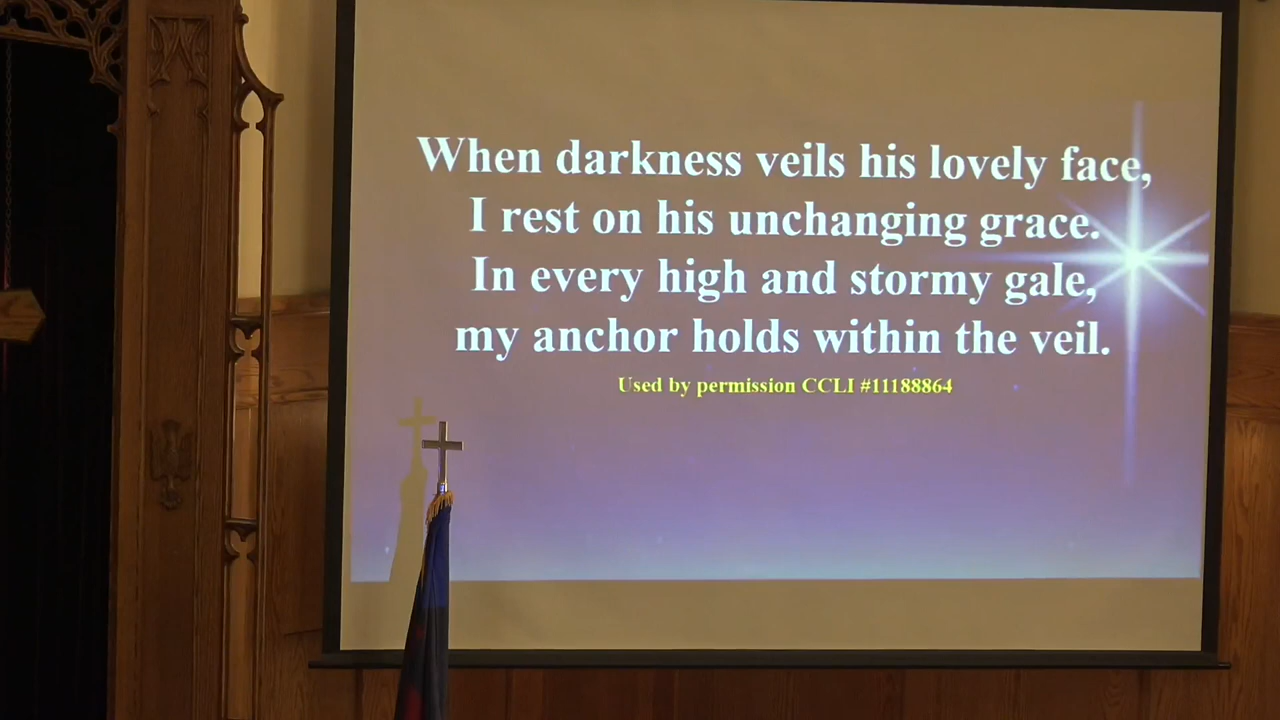 When darkness veils his lovely face,
I rest on his unchanging grace.
In every high and stormy gale,
my anchor holds within the veil.
Used by permission CCLI #11188864